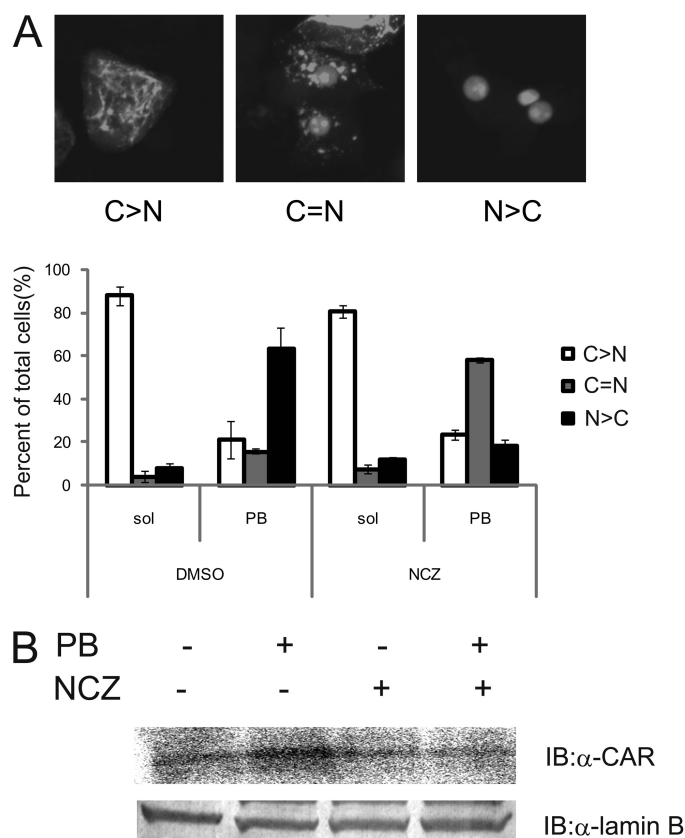 A
C>N C=N N>C
Percent of total cells(%)
100
80
60
40
20
0
C>N
C=N
N>C
sol PB sol PB
DMSO NCZ
B
PB - + - +
NCZ - - + +
IB:α-CAR
IB:α-lamin B